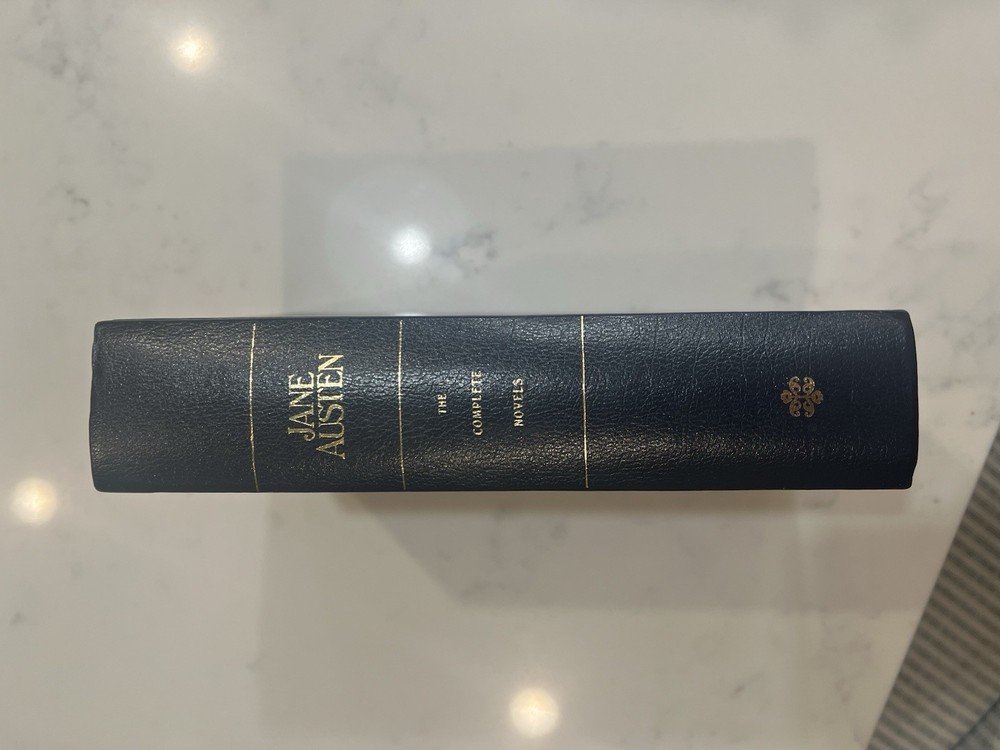 JANE
AUSTEN
THE
COMPLETE
NOVELS